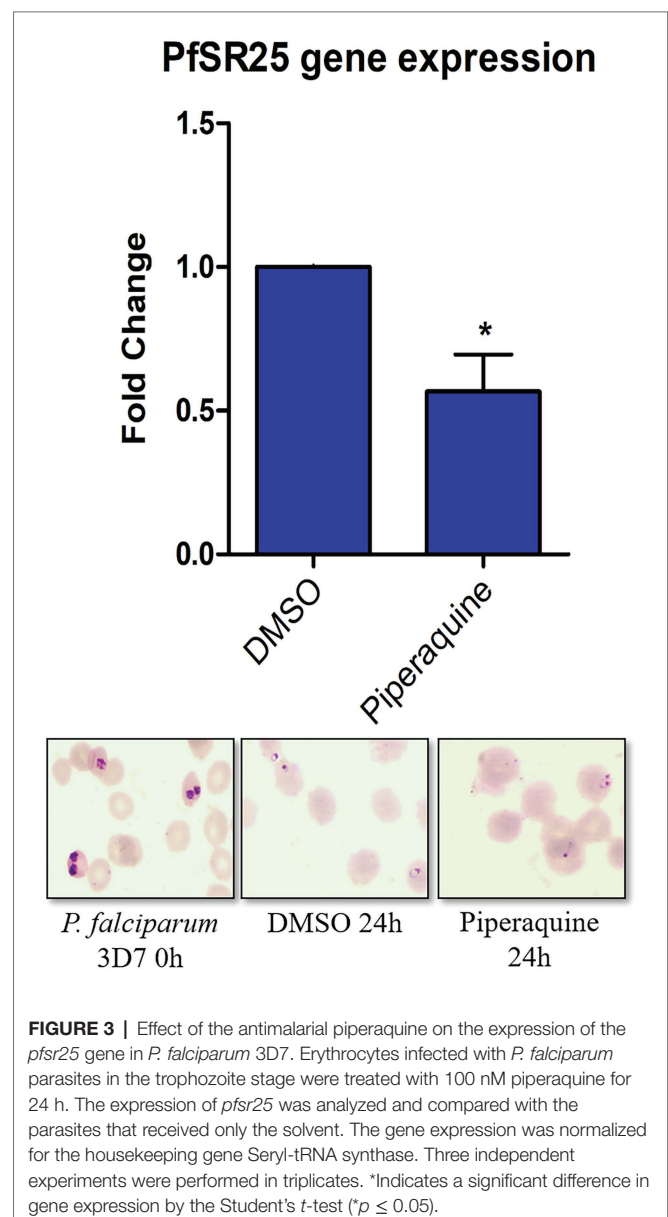 PfSR25 gene expression
Fold Change
1.5
1.0
0.5
0.0
*
DMSO
Piperaquine
P. falciparum
3D7 0h
DMSO 24h
Piperaquine
24h
FIGURE 3 | Effect of the antimalarial piperaquine on the expression of the
pfsr25 gene in P. falciparum 3D7. Erythrocytes infected with P. falciparum
parasites in the trophozoite stage were treated with 100 nM piperaquine for
24 h. The expression of pfsr25 was analyzed and compared with the
parasites that received only the solvent. The gene expression was normalized
for the housekeeping gene Seryl-tRNA synthase. Three independent
experiments were performed in triplicates. *Indicates a significant difference in
gene expression by the Student's t-test (*p ≤ 0.05).